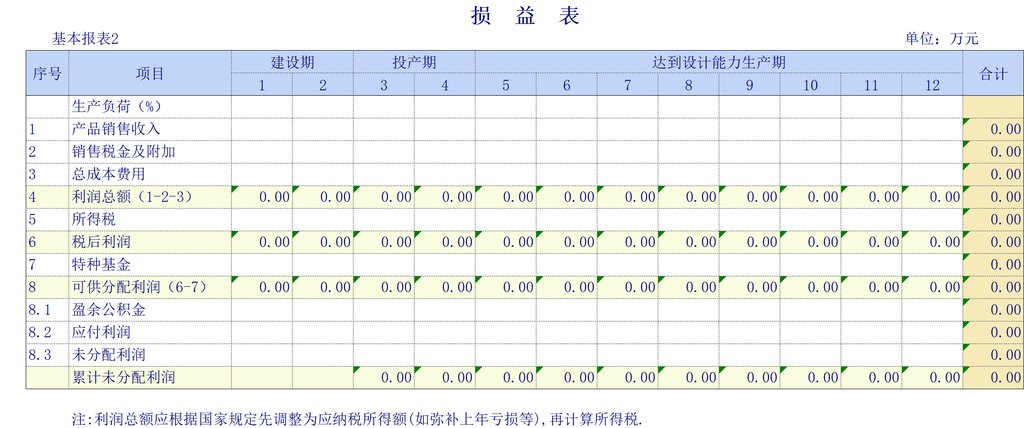 损 益 表
基本报表2 单位：万元
序号 项目 建设期 投产期 达到设计能力生产期 合计
1 2 3 4 5 6 7 8 9 10 11 12
生产负荷（%）
1 产品销售收入 0.00
2 销售税金及附加 0.00
3 总成本费用 0.00
4 利润总额（1-2-3） 0.00 0.00 0.00 0.00 0.00 0.00 0.00 0.00 0.00 0.00 0.00 0.00 0.00
5 所得税 0.00
6 税后利润 0.00 0.00 0.00 0.00 0.00 0.00 0.00 0.00 0.00 0.00 0.00 0.00 0.00
7 特种基金 0.00
8 可供分配利润（6-7） 0.00 0.00 0.00 0.00 0.00 0.00 0.00 0.00 0.00 0.00 0.00 0.00 0.00
8.1 盈余公积金 0.00
8.2 应付利润 0.00
8.3 未分配利润 0.00
累计未分配利润 0.00 0.00 0.00 0.00 0.00 0.00 0.00 0.00 0.00 0.00 0.00
注:利润总额应根据国家规定先调整为应纳税所得额(如弥补上年亏损等),再计算所得税.